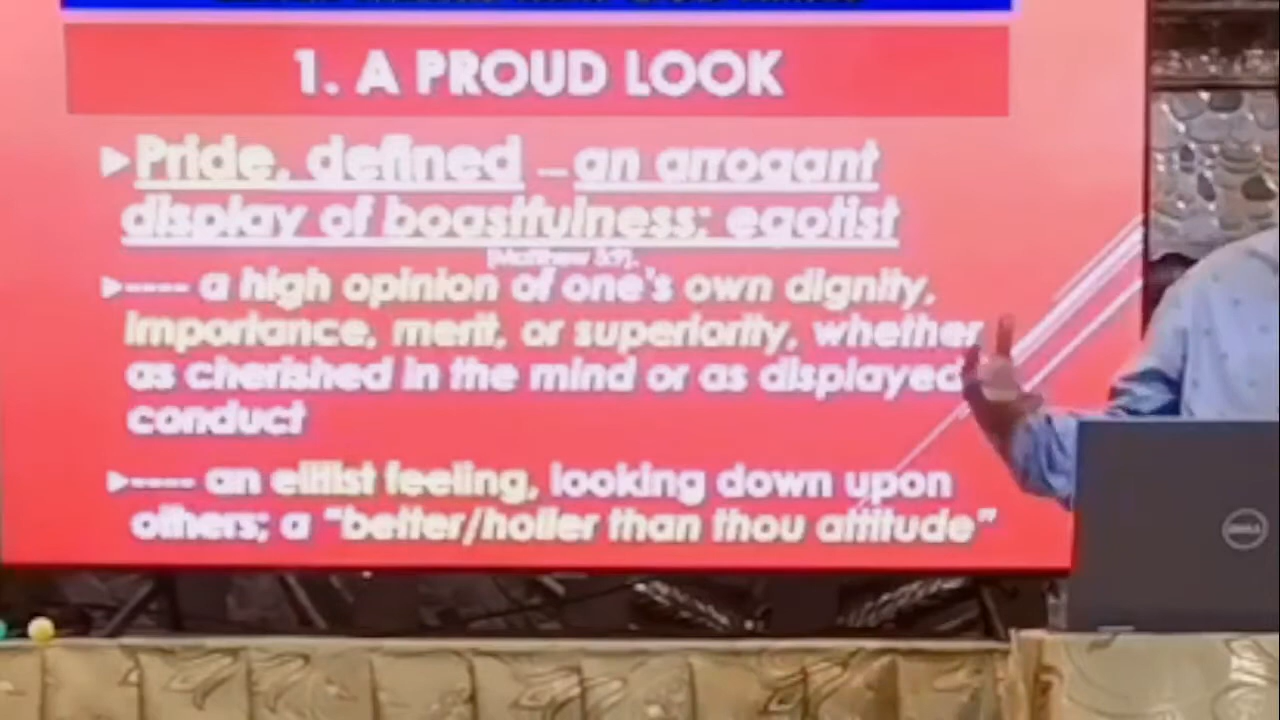 1. A PROUD LOOK
▶Pride, defined – an arrogant
display of boastfulness; egotist
▶---- a high opinion of one's own dignity,
importance, merit, or superiority, whether
as cherished in the mind or as displayed
conduct
▶---- an elitist feeling, looking down upon
others; a “better/holier than thou attitude”
DELL